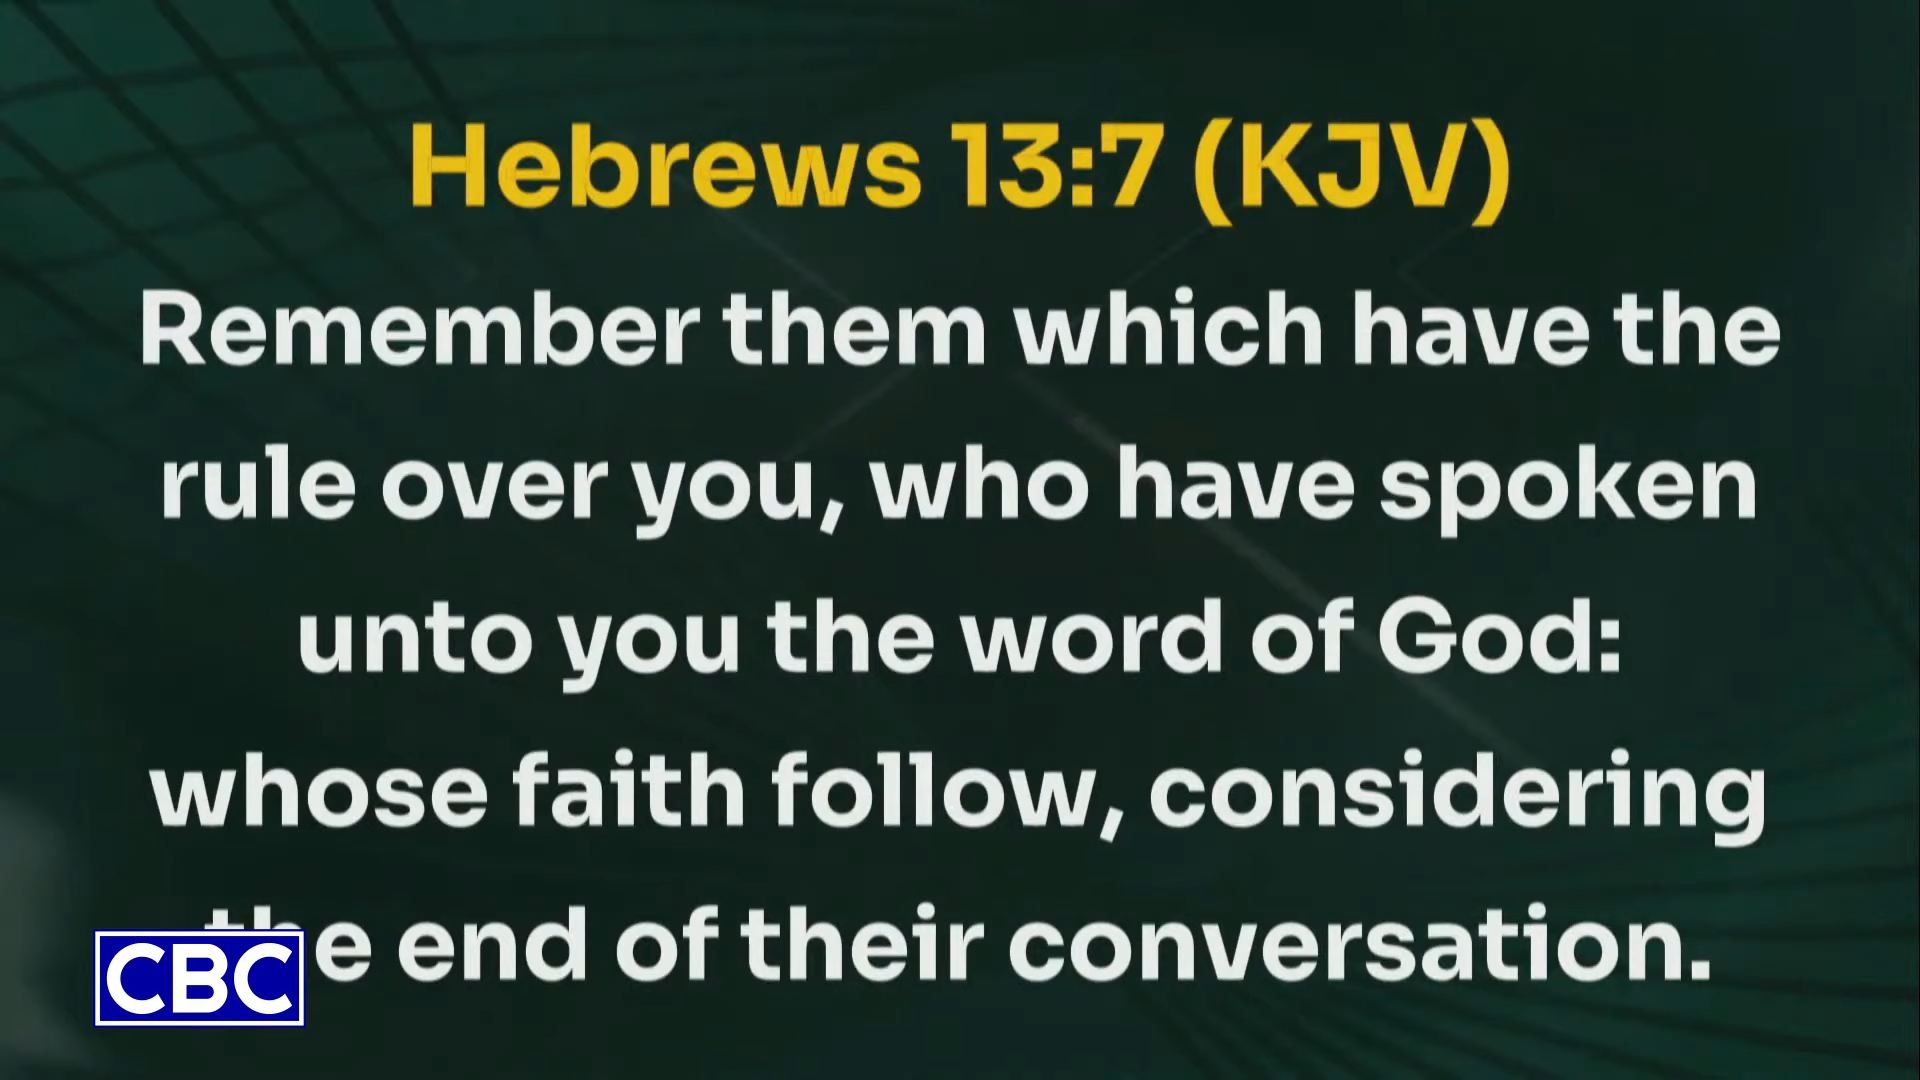 Hebrews 13:7 (KJV)
Remember them which have the
rule over you, who have spoken
unto you the word of God:
whose faith follow, considering
the end of their conversation.
CBC